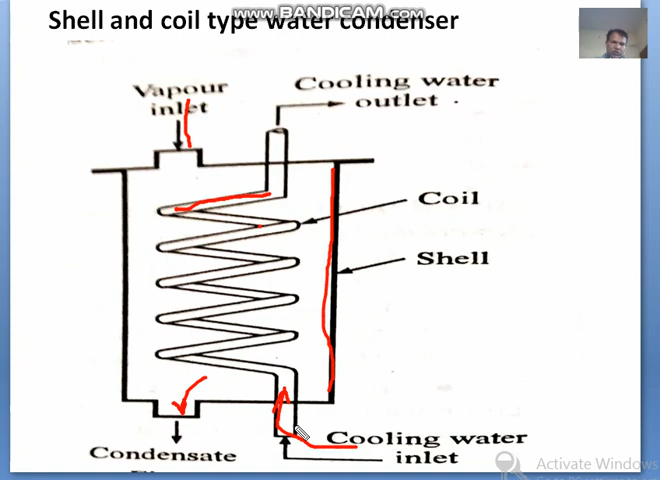 www.BANDICAM.com
Shell and coil type water condenser
Vapour
inlet
Cooling water
outlet
Coil
Shell
Cooling water
inlet
Condensate
Activate Windows